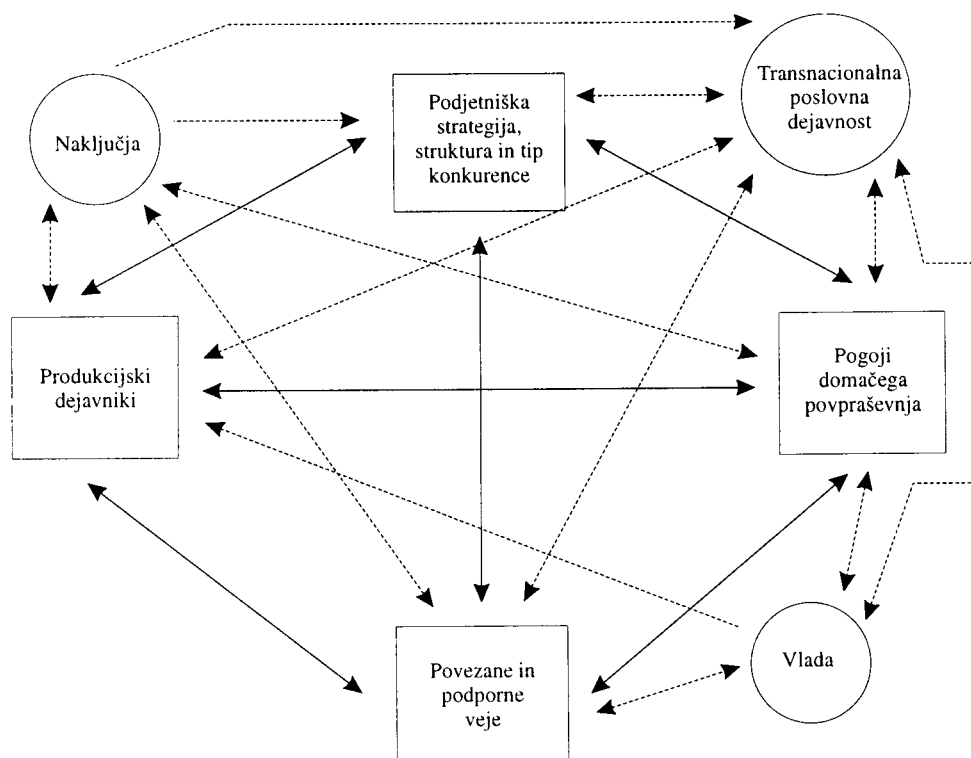 Naključja
Podjetniška
strategija,
struktura in tip
konkurence
Transnacionalna
poslovna
dejavnost
Produkcijski
dejavniki
Pogoji
domačega
povpraševnja
Povezane in
podporne
veje
Vlada